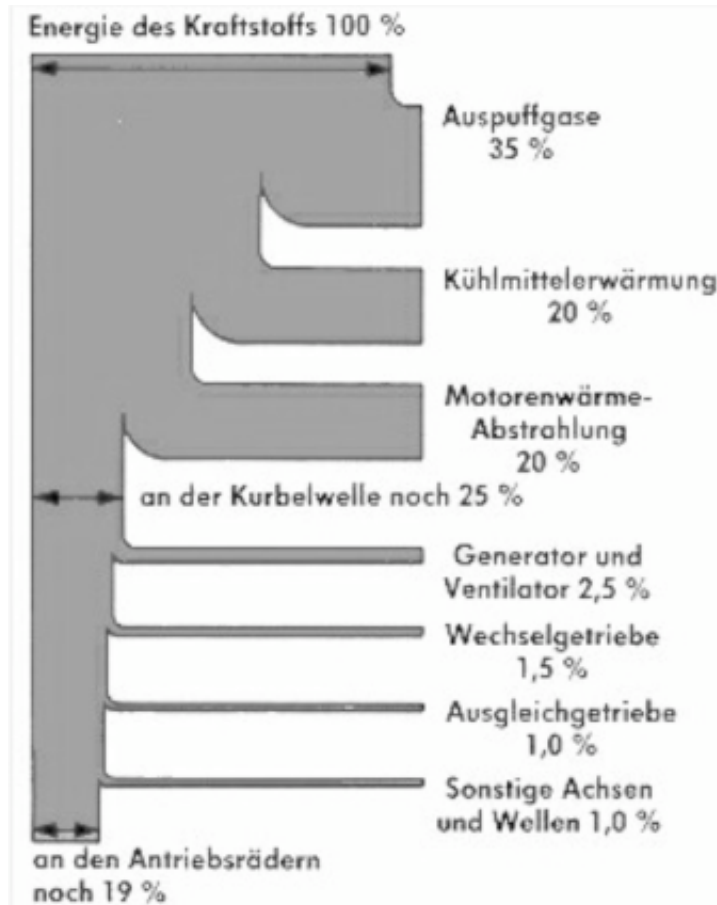 Energie des Kraftstoffs 100 %
Auspuffgase
35 %
Kühlmittelerwärmung
20 %
Motorenwärme-
Abstrahlung
20 %
an der Kurbelwelle noch 25 %
Generator und
Ventilator 2,5 %
Wechselgetriebe
1,5 %
Ausgleichgetriebe
1,0 %
Sonstige Achsen
und Wellen 1,0 %
an den Antriebsrädern
noch 19 %